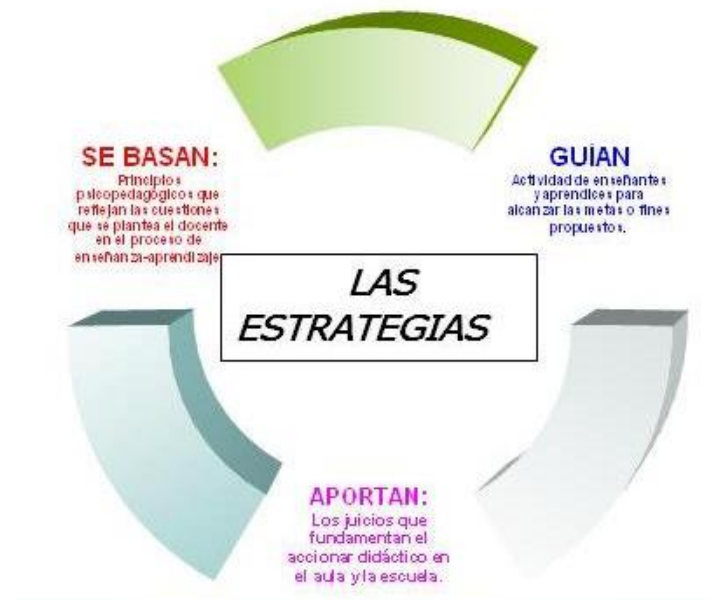 SE BASAN:
Principios
psicopedagógicos que
reflejan las cuestiones
que se plantea el docente
en el proceso de
enseñanza-aprendizaje
GUÍAN
Actividad de enseñantes
y aprendices para
alcanzar las metas o fines
propuestos.
LAS
ESTRATEGIAS
APORTAN:
Los juicios que
fundamentan el
accionar didáctico en
el aula y la escuela.